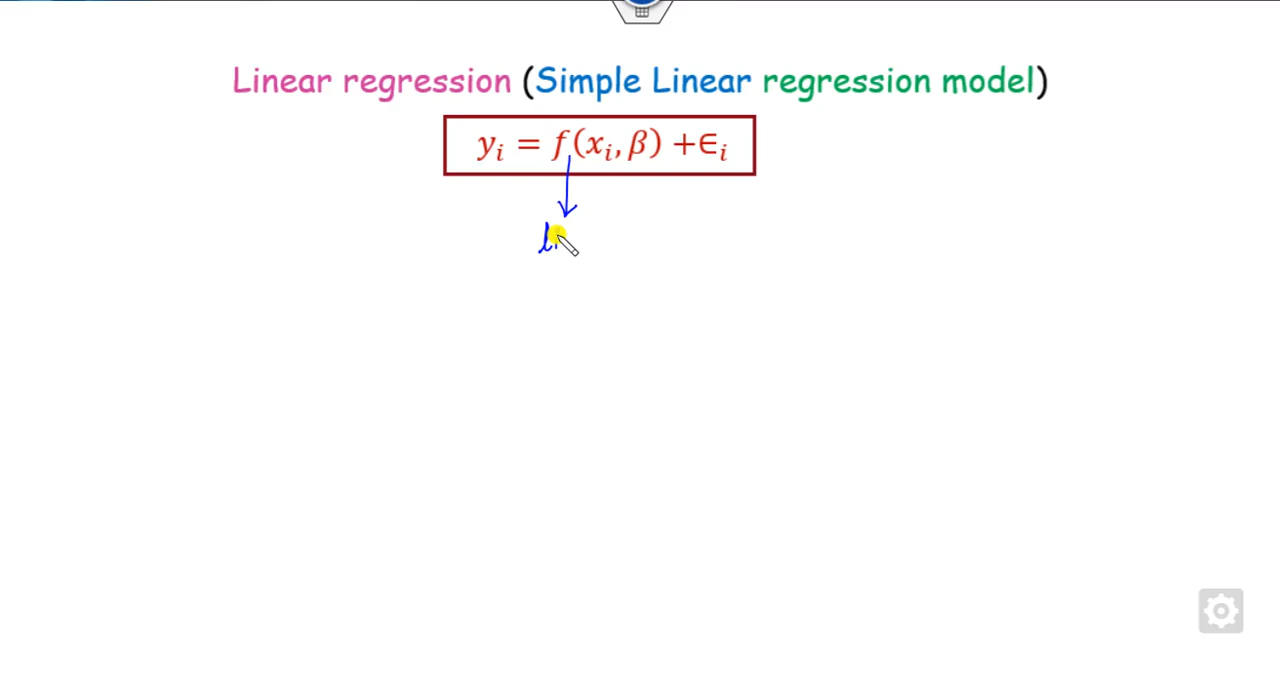 Linear regression (Simple Linear regression model)
yᵢ = f(xᵢ, β) +∈ᵢ